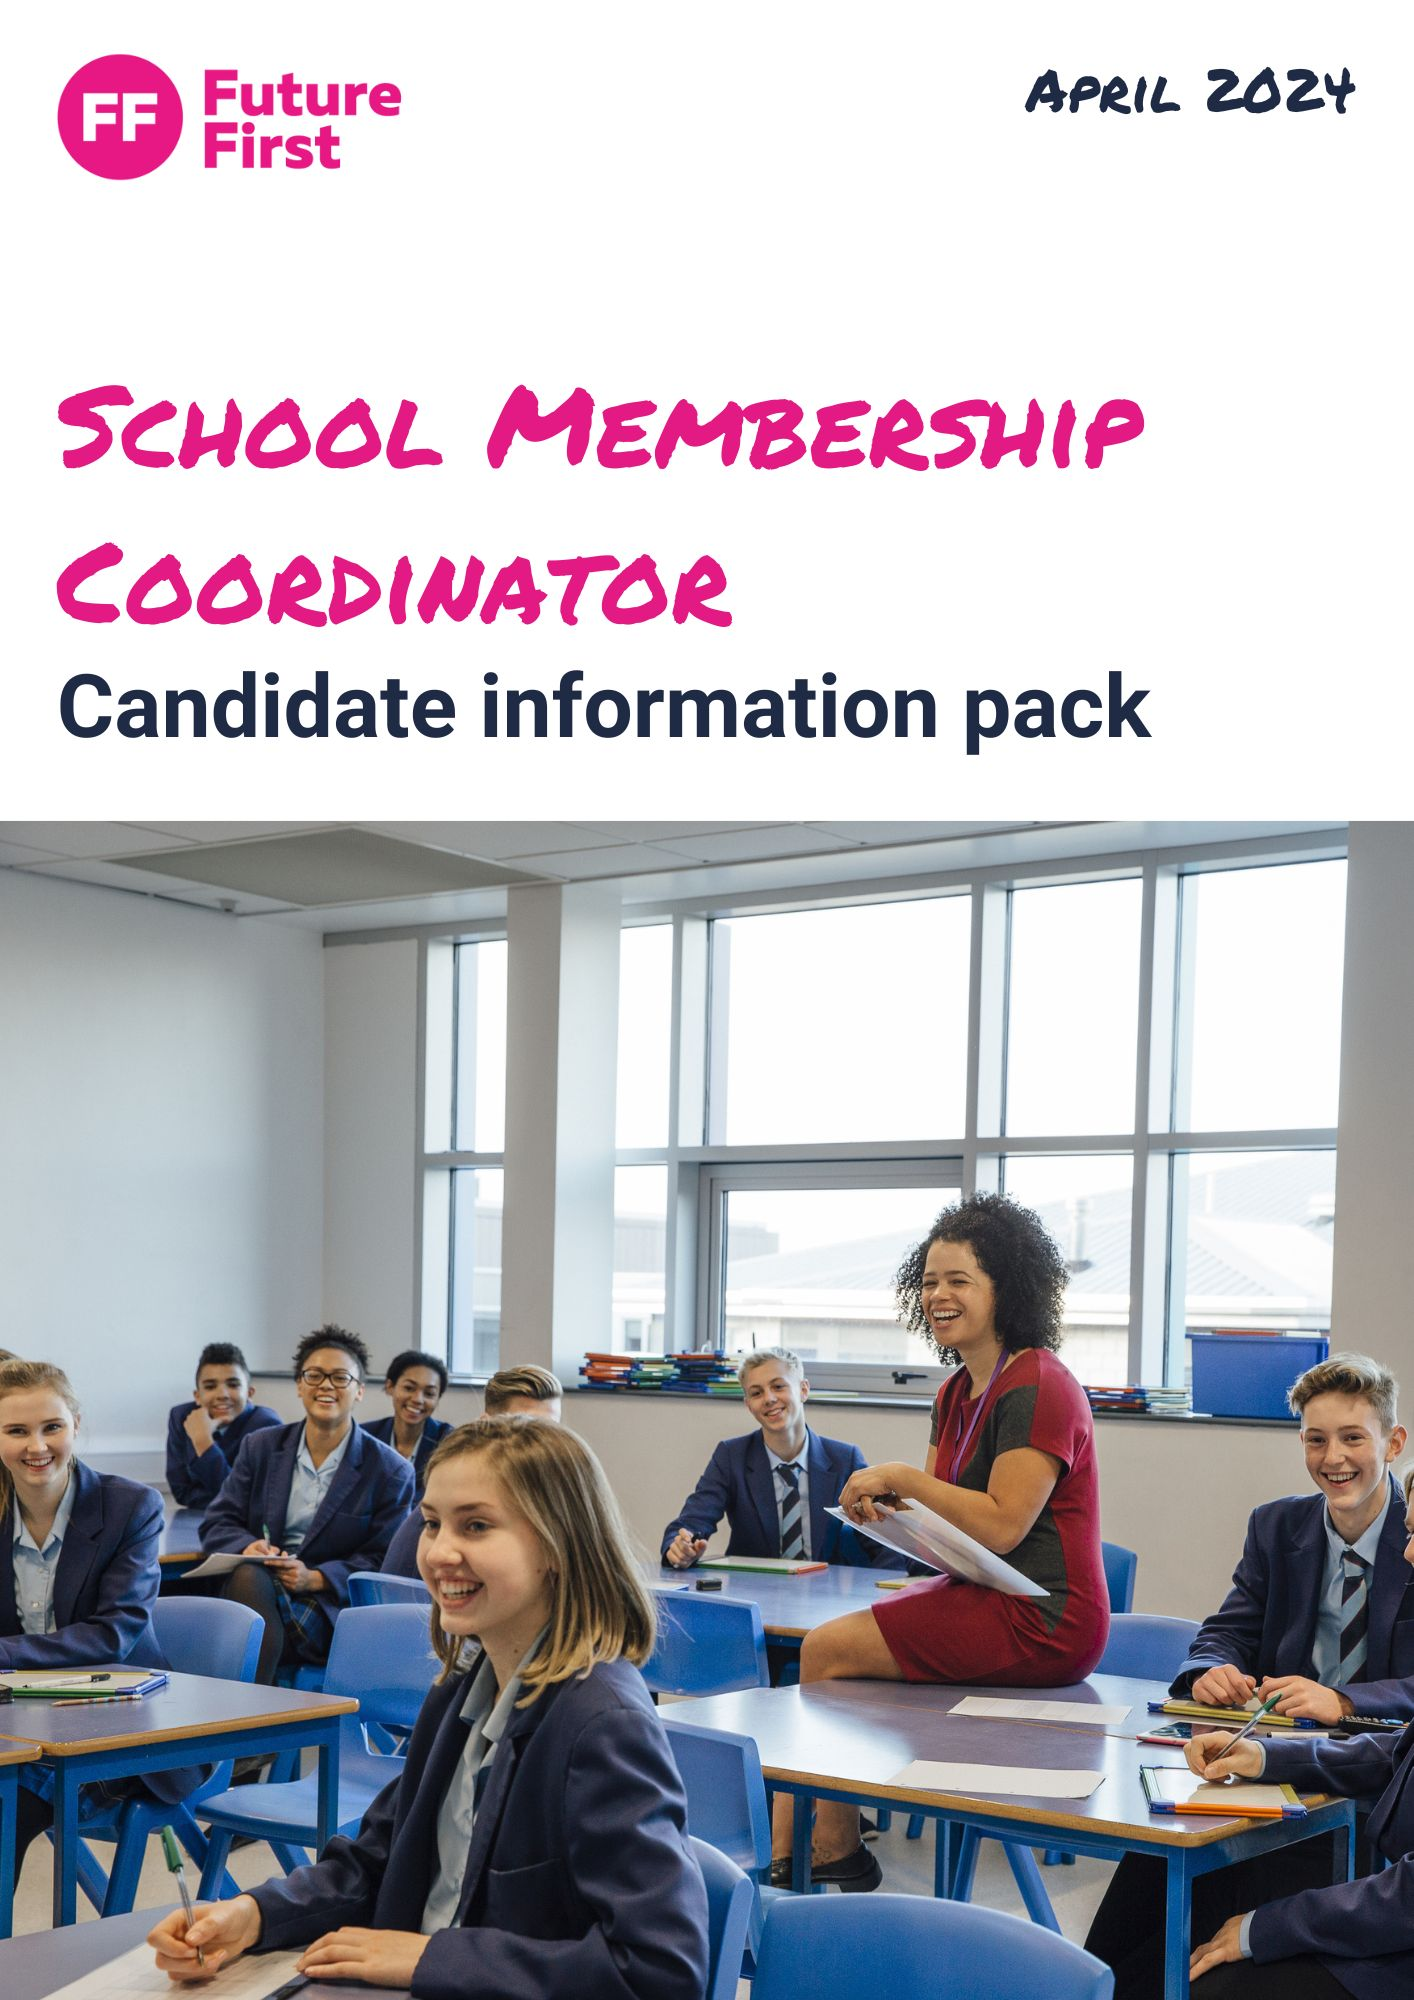 FF
Future
First
April 2024
School Membership
Coordinator
Candidate information pack